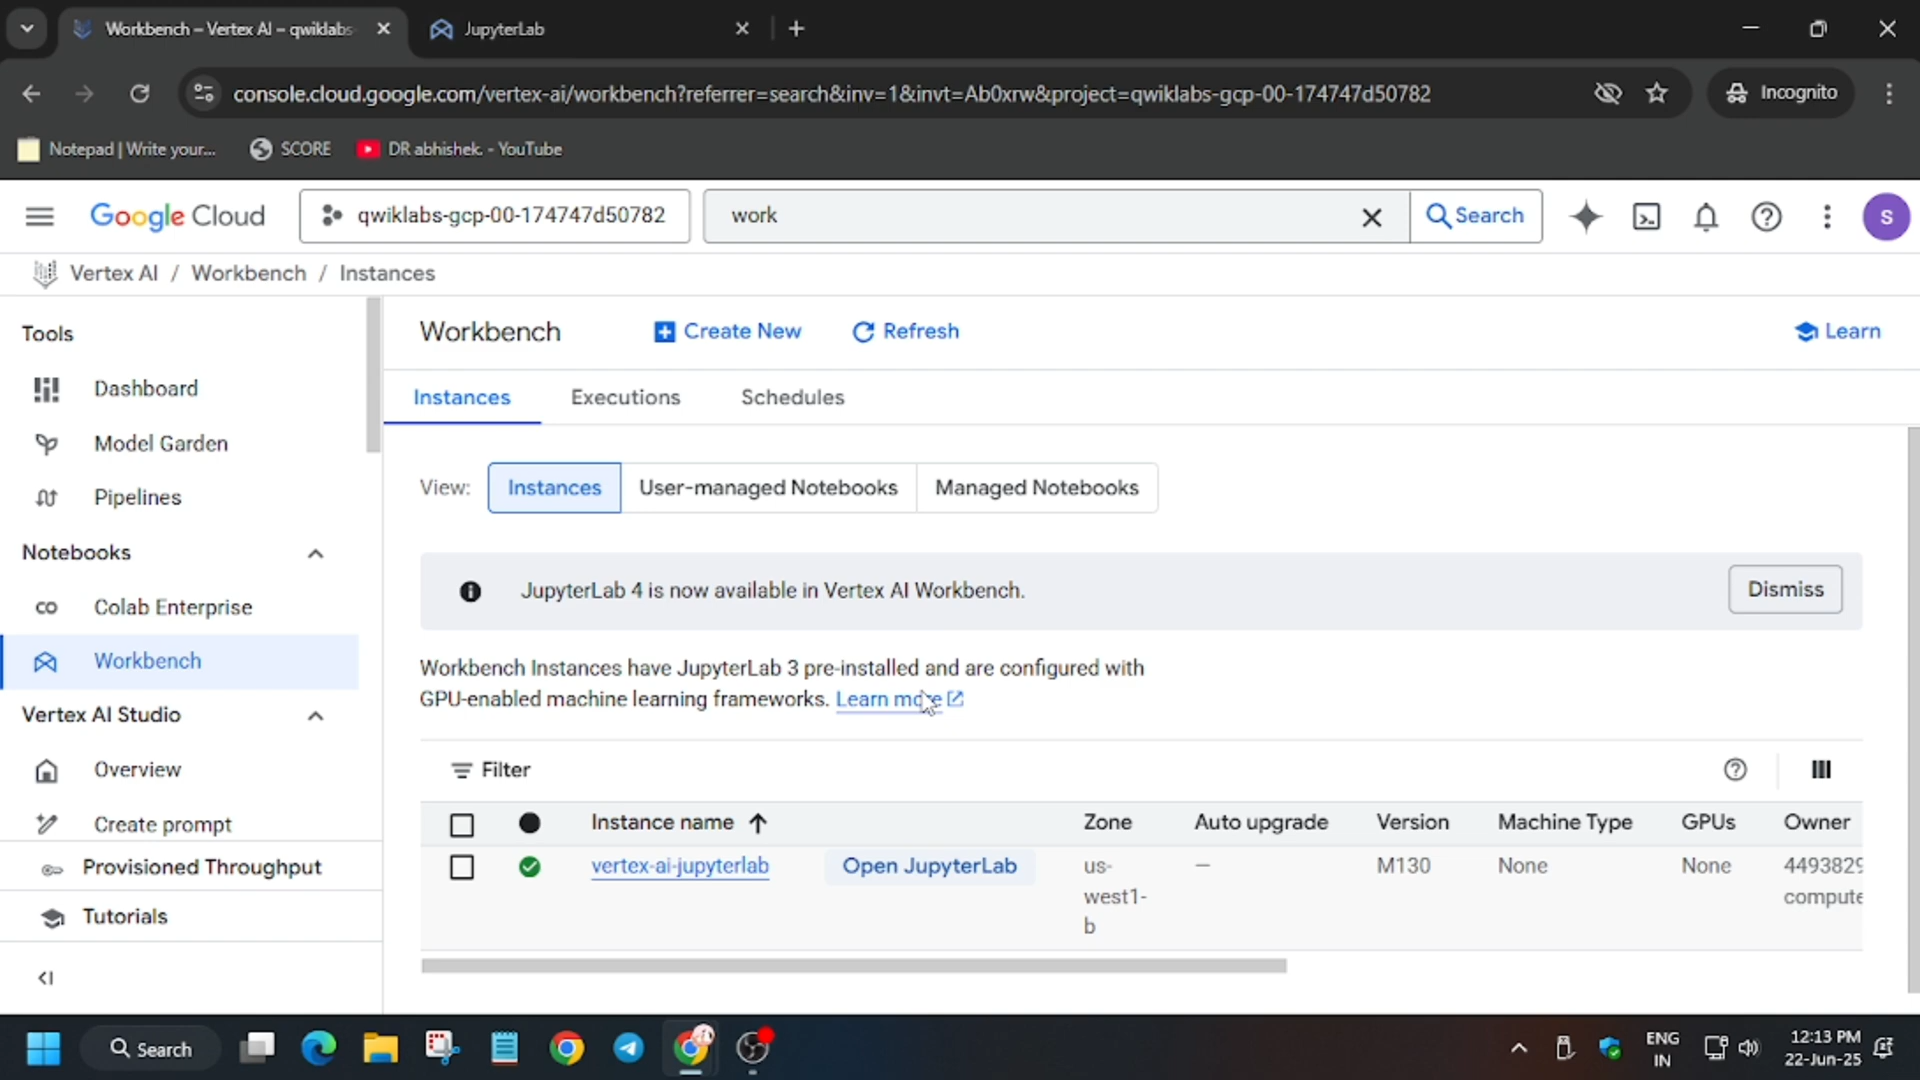 Workbench – Vertex AI – qwiklabs-
JupyterLab
console.cloud.google.com/vertex-ai/workbench?referrer=search&inv=1&invt=Ab0xrw&project=qwiklabs-gcp-00-174747d50782
Incognito
Notepad | Write your...
SCORE
DR abhishek. - YouTube
Google Cloud
qwiklabs-gcp-00-174747d50782
work
Search
S
Vertex AI / Workbench / Instances
Tools
Dashboard
Model Garden
Pipelines
Notebooks
Colab Enterprise
Workbench
Vertex AI Studio
Overview
Create prompt
Provisioned Throughput
Tutorials
Workbench
Create New
Refresh
Learn
Instances
Executions
Schedules
View:
Instances
User-managed Notebooks
Managed Notebooks
JupyterLab 4 is now available in Vertex AI Workbench.
Dismiss
Workbench Instances have JupyterLab 3 pre-installed and are configured with
GPU-enabled machine learning frameworks. Learn more
Filter
Instance name
Zone
Auto upgrade
Version
Machine Type
GPUs
Owner
vertex-ai-jupyterlab
Open JupyterLab
us-
west1-
b
—
M130
None
None
4493829
compute
Search
ENG
IN
12:13 PM
22-Jun-25